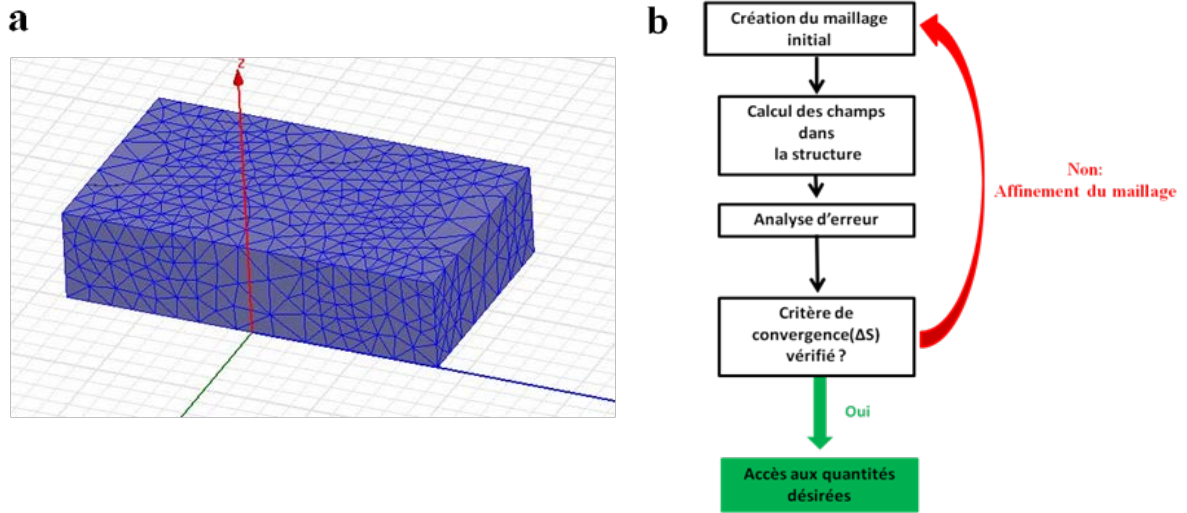 a
z
b
Création du maillage
initial
Calcul des champs
dans
la structure
Analyse d'erreur
Critère de
convergence(ΔS)
vérifié ?
Non:
Affinement du maillage
Oui
Accès aux quantités
désirées